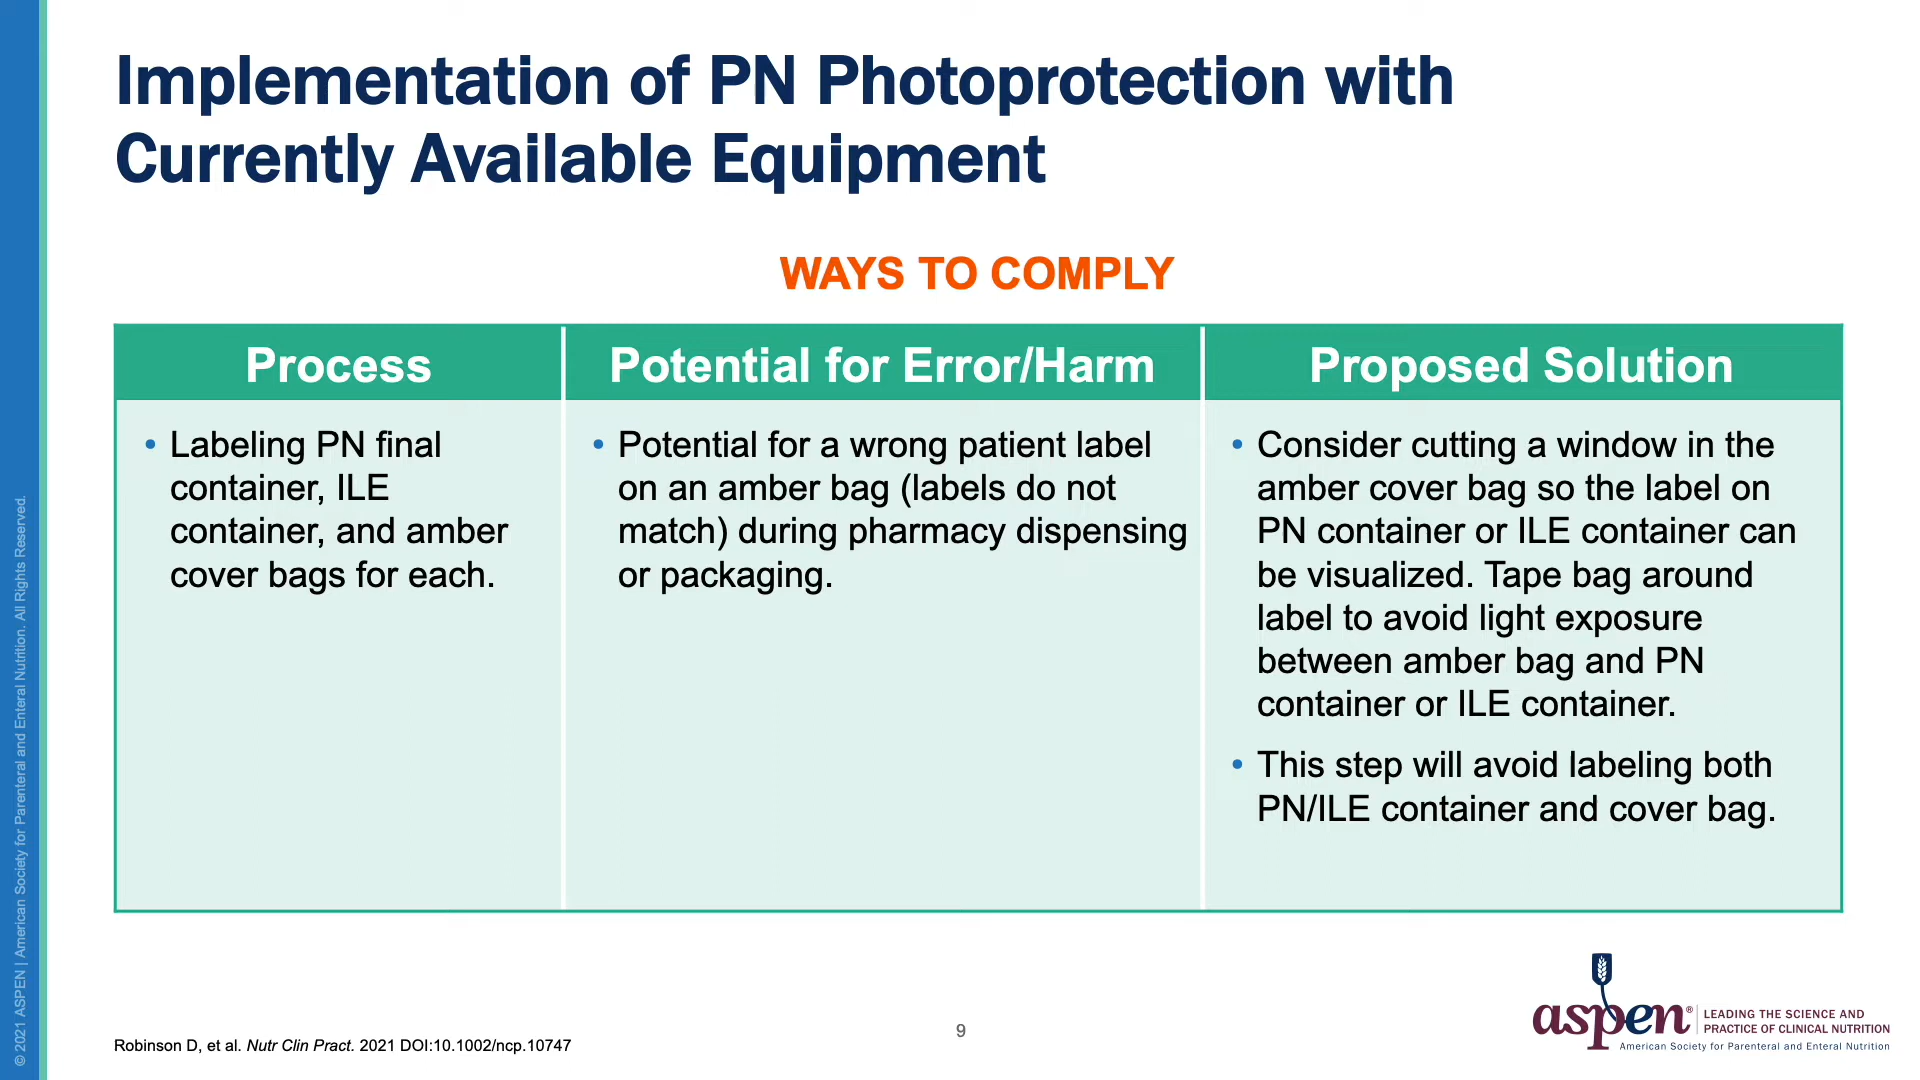 Implementation of PN Photoprotection with
Currently Available Equipment
WAYS TO COMPLY
Process
Potential for Error/Harm
Proposed Solution
• Labeling PN final
container, ILE
container, and amber
cover bags for each.
• Potential for a wrong patient label
on an amber bag (labels do not
match) during pharmacy dispensing
or packaging.
• Consider cutting a window in the
amber cover bag so the label on
PN container or ILE container can
be visualized. Tape bag around
label to avoid light exposure
between amber bag and PN
container or ILE container.
• This step will avoid labeling both
PN/ILE container and cover bag.
Robinson D, et al. Nutr Clin Pract. 2021 DOI:10.1002/ncp.10747
9
aspen®
LEADING THE SCIENCE AND
PRACTICE OF CLINICAL NUTRITION
American Society for Parenteral and Enteral Nutrition
© 2021 ASPEN | American Society for Parenteral and Enteral Nutrition. All Rights Reserved.